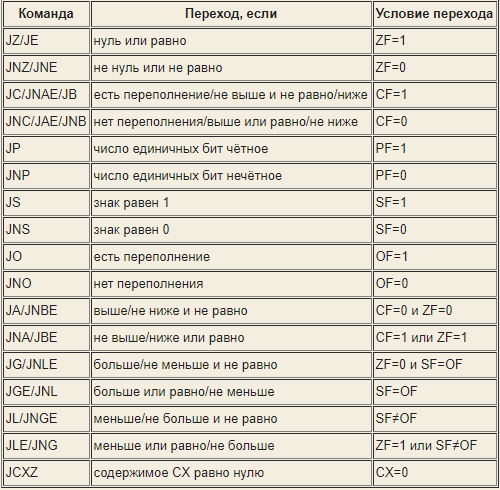 Команда Переход, если Условие перехода
JZ/JE нуль или равно ZF=1
JNZ/JNE не нуль или не равно ZF=0
JC/JNAE/JB есть переполнение/не выше и не равно/ниже CF=1
JNC/JAE/JNB нет переполнения/выше или равно/не ниже CF=0
JP число единичных бит чётное PF=1
JNP число единичных бит нечётное PF=0
JS знак равен 1 SF=1
JNS знак равен 0 SF=0
JO есть переполнение OF=1
JNO нет переполнения OF=0
JA/JNBE выше/не ниже и не равно CF=0 и ZF=0
JNA/JBE не выше/ниже или равно CF=1 или ZF=1
JG/JNLE больше/не меньше и не равно ZF=0 и SF=OF
JGE/JNL больше или равно/не меньше SF=OF
JL/JNGE меньше/не больше и не равно SF≠OF
JLE/JNG меньше или равно/не больше ZF=1 или SF≠OF
JCXZ содержимое CX равно нулю CX=0